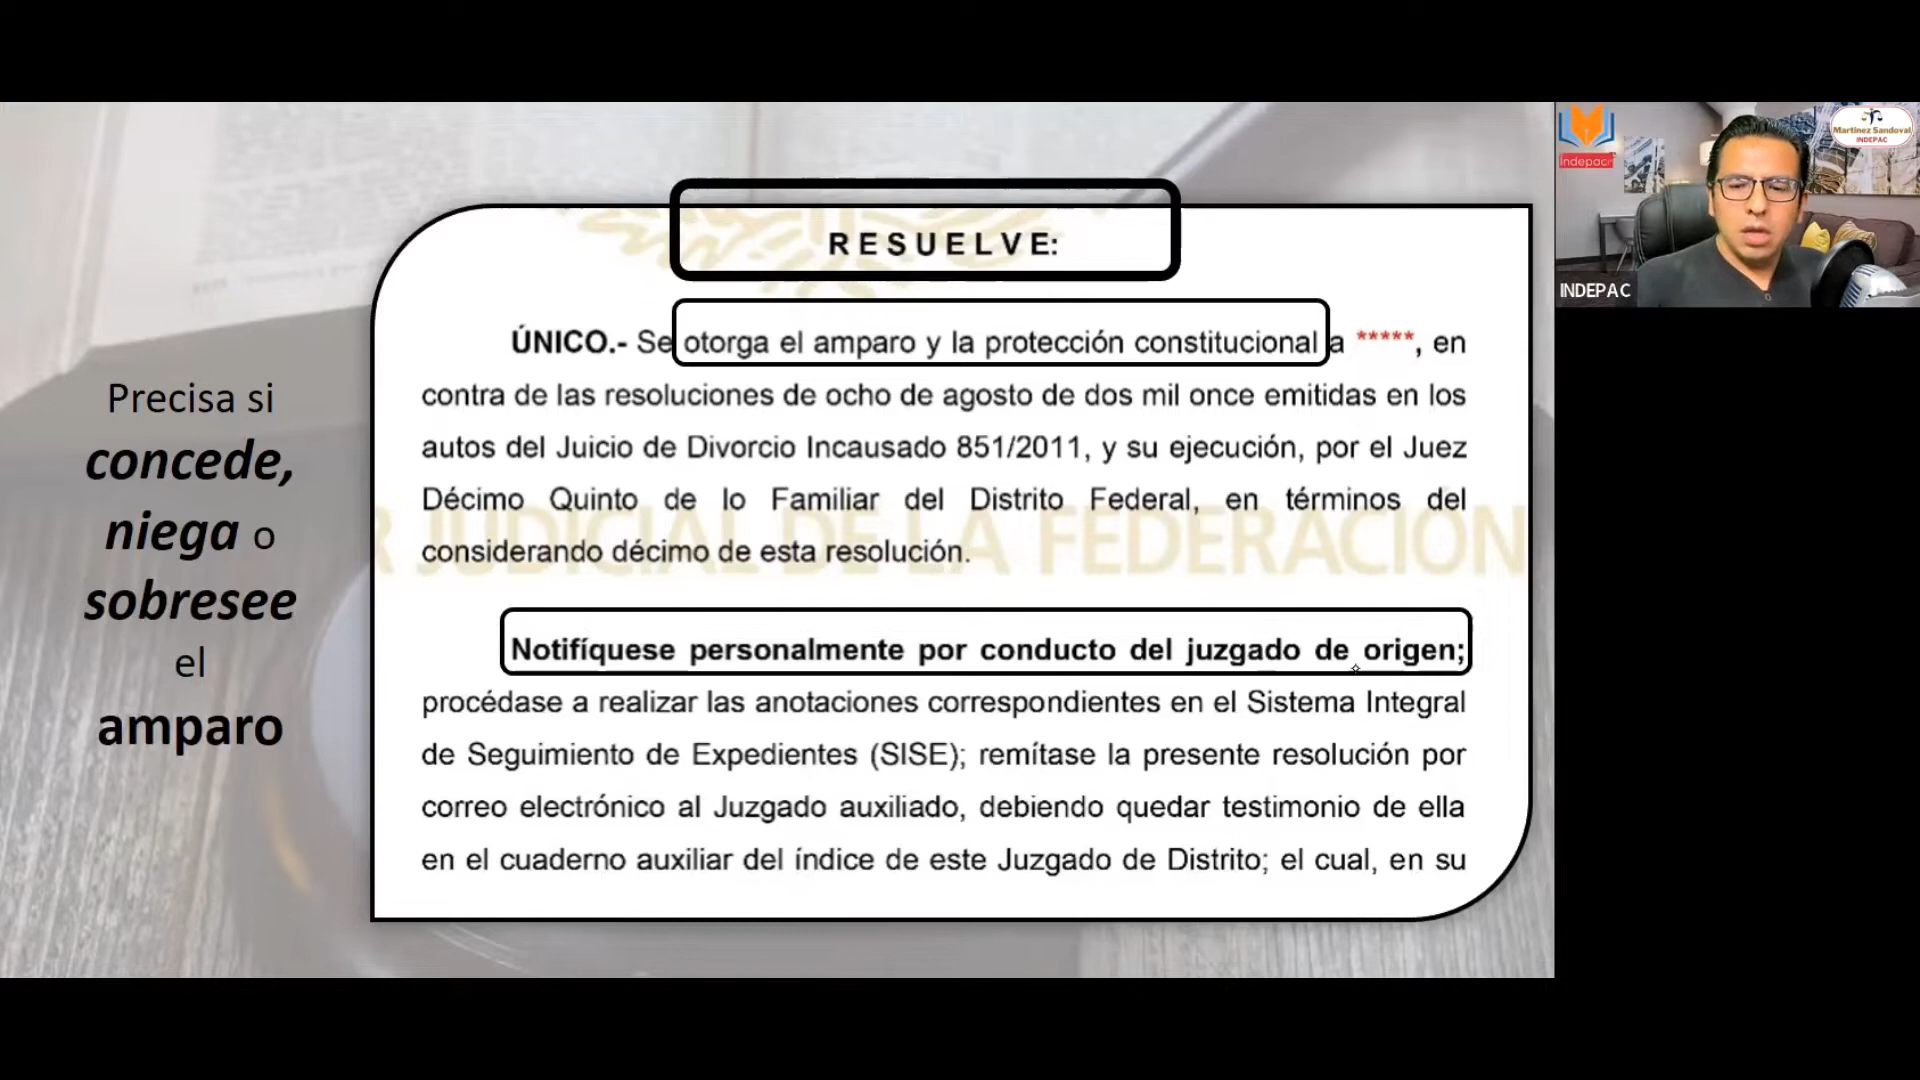 Precisa si
concede,
niega o
sobresee
el
amparo
RESUELVE:
ÚNICO.- Se otorga el amparo y la protección constitucional a *****, en
contra de las resoluciones de ocho de agosto de dos mil once emitidas en los
autos del Juicio de Divorcio Incausado 851/2011, y su ejecución, por el Juez
Décimo Quinto de lo Familiar del Distrito Federal, en términos del
considerando décimo de esta resolución.
R JUDICIAL DE LA FEDERACIÓN
Notifíquese personalmente por conducto del juzgado de origen;
procédase a realizar las anotaciones correspondientes en el Sistema Integral
de Seguimiento de Expedientes (SISE); remítase la presente resolución por
correo electrónico al Juzgado auxiliado, debiendo quedar testimonio de ella
en el cuaderno auxiliar del índice de este Juzgado de Distrito; el cual, en su
Indepac
Martínez Sandoval
INDEPAC
INDEPAC